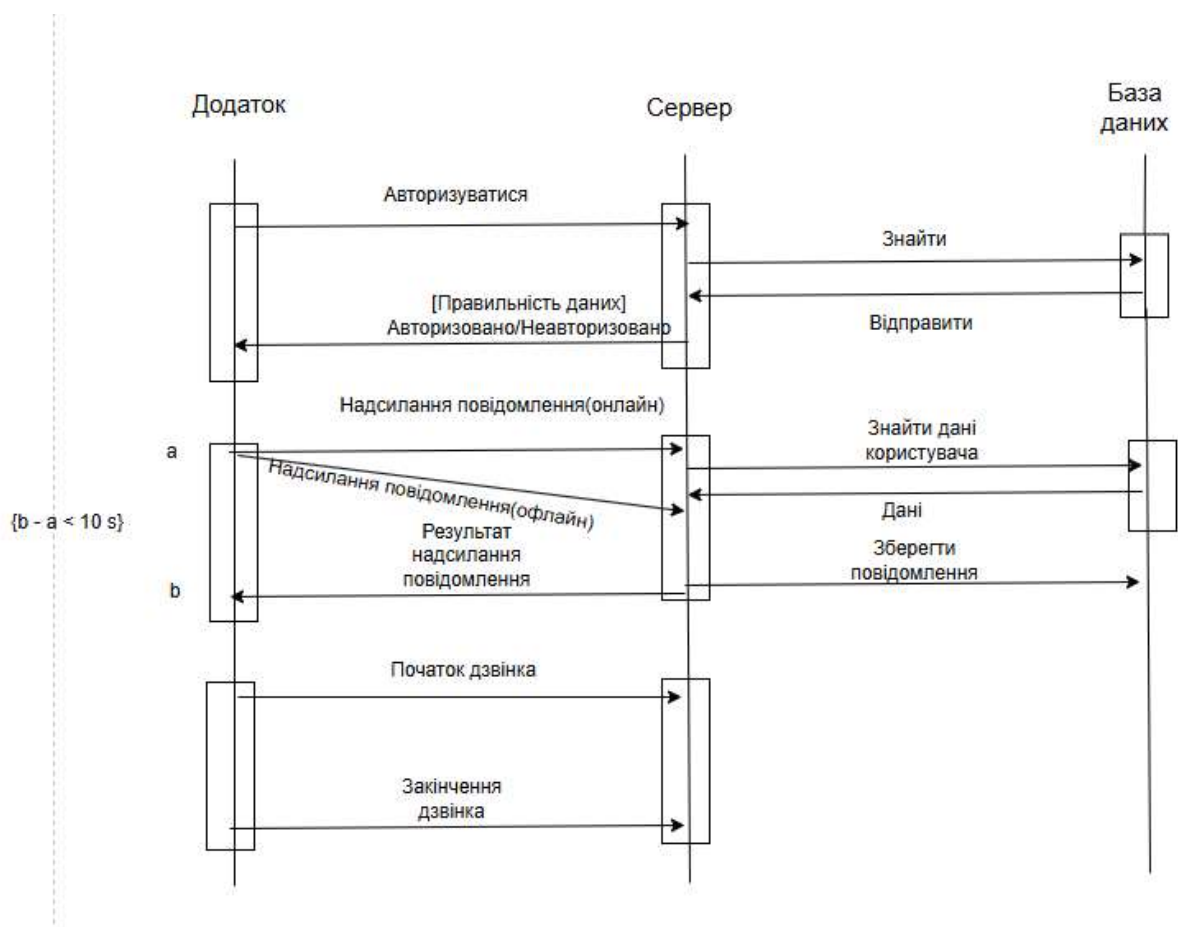 Додаток
Сервер
База
даних
Авторизуватися
Знайти
[Правильність даних]
Авторизовано/Неавторизовано
Відправити
Надсилання повідомлення(онлайн)
Знайти дані
користувача
a
Надсилання повідомлення(офлайн)
Дані
{b - a < 10 s}
Результат
надсилання
повідомлення
Зберегти
повідомлення
b
Початок дзвінка
Закінчення
дзвінка